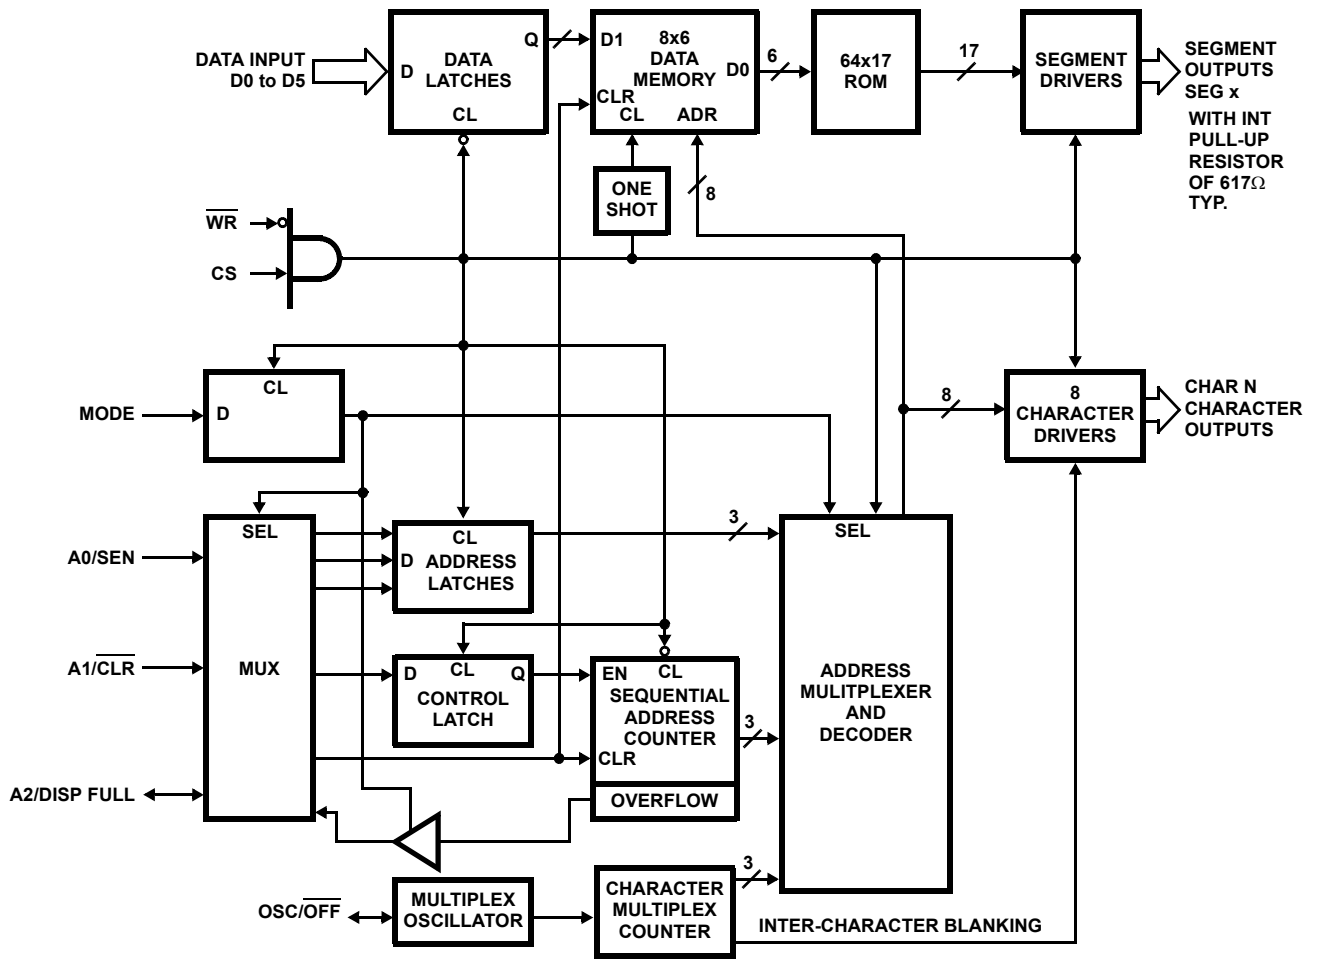 DATA INPUT
D0 to D5
D
DATA
LATCHES
Q
CL
D1
8x6
DATA
MEMORY
D0
CLR
CL
ADR
6
64x17
ROM
17
SEGMENT
DRIVERS
SEGMENT
OUTPUTS
SEG x
WITH INT
PULL-UP
RESISTOR
OF 617Ω
TYP.
ONE
SHOT
8
WR
CS
MODE
CL
D
8
8
CHARACTER
DRIVERS
CHAR N
CHARACTER
OUTPUTS
A0/SEN
A1/CLR
A2/DISP FULL
SEL
MUX
CL
D
ADDRESS
LATCHES
3
SEL
ADDRESS
MULITPLEXER
AND
DECODER
D
CL
Q
CONTROL
LATCH
EN
CL
SEQUENTIAL
ADDRESS
COUNTER
CLR
3
OVERFLOW
OSC/OFF
MULTIPLEX
OSCILLATOR
CHARACTER
MULTIPLEX
COUNTER
3
INTER-CHARACTER BLANKING